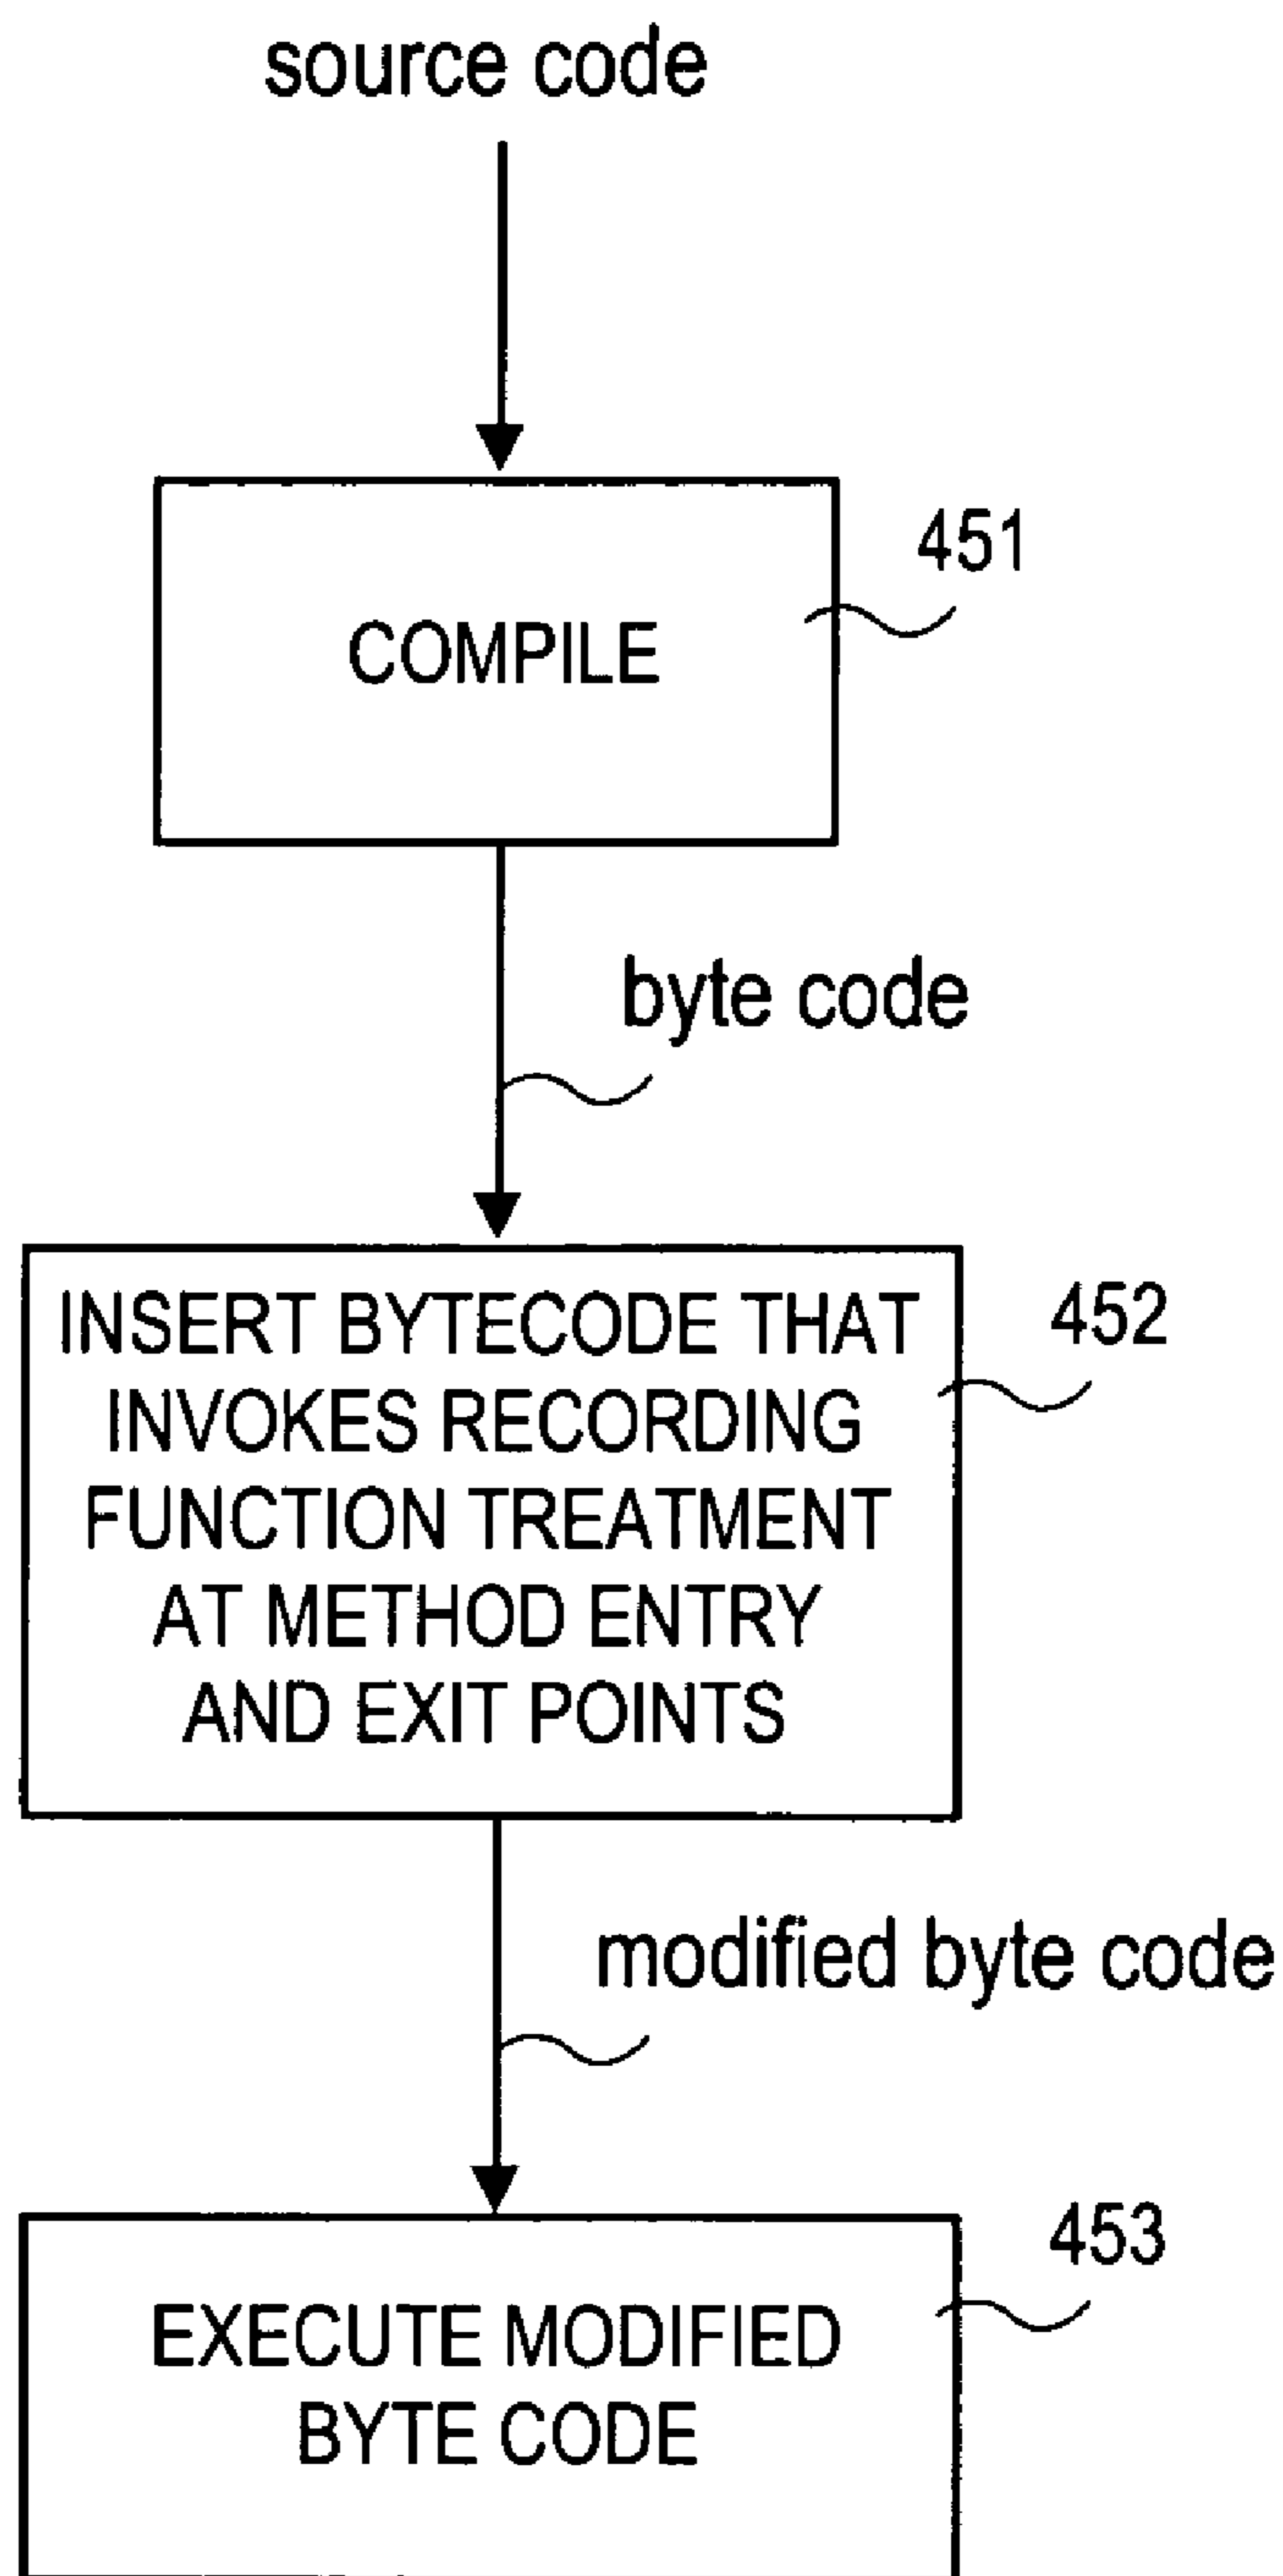 source code
451
COMPILE
byte code
452
INSERT BYTECODE THAT
INVOKES RECORDING
FUNCTION TREATMENT
AT METHOD ENTRY
AND EXIT POINTS
modified byte code
453
EXECUTE MODIFIED
BYTE CODE